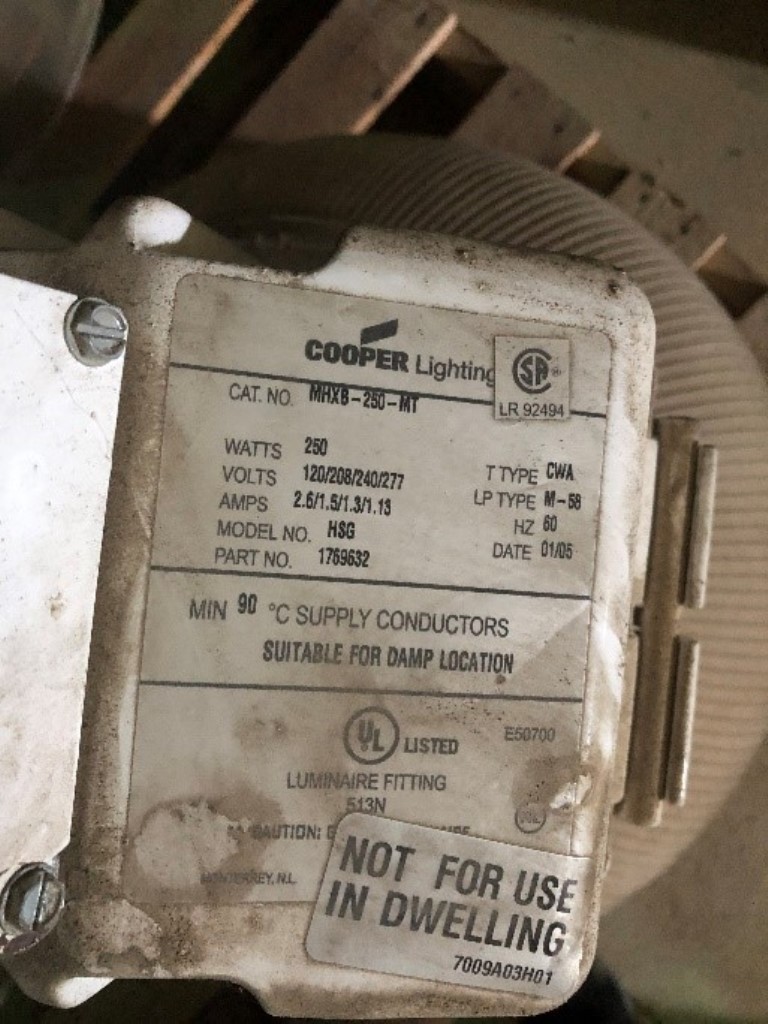 COOPER Lighting
CSA ®
LR 92494
CAT. NO. MHXB-250-MT
WATTS 250
VOLTS 120/208/240/277
AMPS 2.6/1.5/1.3/1.13
MODEL NO. HSG
PART NO. 1769632
T TYPE CWA
LP TYPE M-58
HZ 60
DATE 01/05
MIN 90 °C SUPPLY CONDUCTORS
SUITABLE FOR DAMP LOCATION
UL LISTED E50700
LUMINAIRE FITTING
513N
CAUTION:
MONTERREY, N.L.
NOT FOR USE
IN DWELLING
7009A03H01